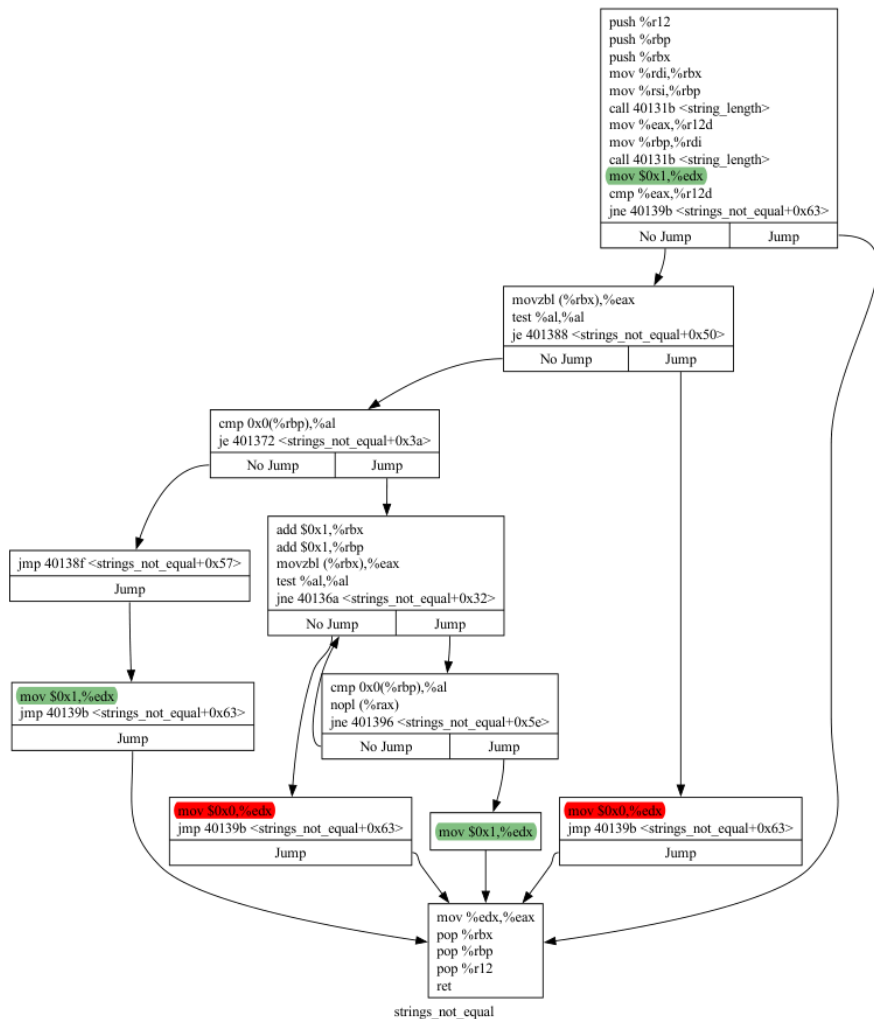 push %r12
push %rbp
push %rbx
mov %rdi,%rbx
mov %rsi,%rbp
call 40131b <string_length>
mov %eax,%r12d
mov %rbp,%rdi
call 40131b <string_length>
mov $0x1,%edx
cmp %eax,%r12d
jne 40139b <strings_not_equal+0x63>
No Jump Jump
movzbl (%rbx),%eax
test %al,%al
je 401388 <strings_not_equal+0x50>
No Jump Jump
cmp 0x0(%rbp),%al
je 401372 <strings_not_equal+0x3a>
No Jump Jump
jmp 40138f <strings_not_equal+0x57>
Jump
add $0x1,%rbx
add $0x1,%rbp
movzbl (%rbx),%eax
test %al,%al
jne 40136a <strings_not_equal+0x32>
No Jump Jump
mov $0x1,%edx
jmp 40139b <strings_not_equal+0x63>
Jump
cmp 0x0(%rbp),%al
nopl (%rax)
jne 401396 <strings_not_equal+0x5e>
No Jump Jump
mov $0x0,%edx
jmp 40139b <strings_not_equal+0x63>
Jump
mov $0x1,%edx
mov $0x0,%edx
jmp 40139b <strings_not_equal+0x63>
Jump
mov %edx,%eax
pop %rbx
pop %rbp
pop %r12
ret
strings_not_equal